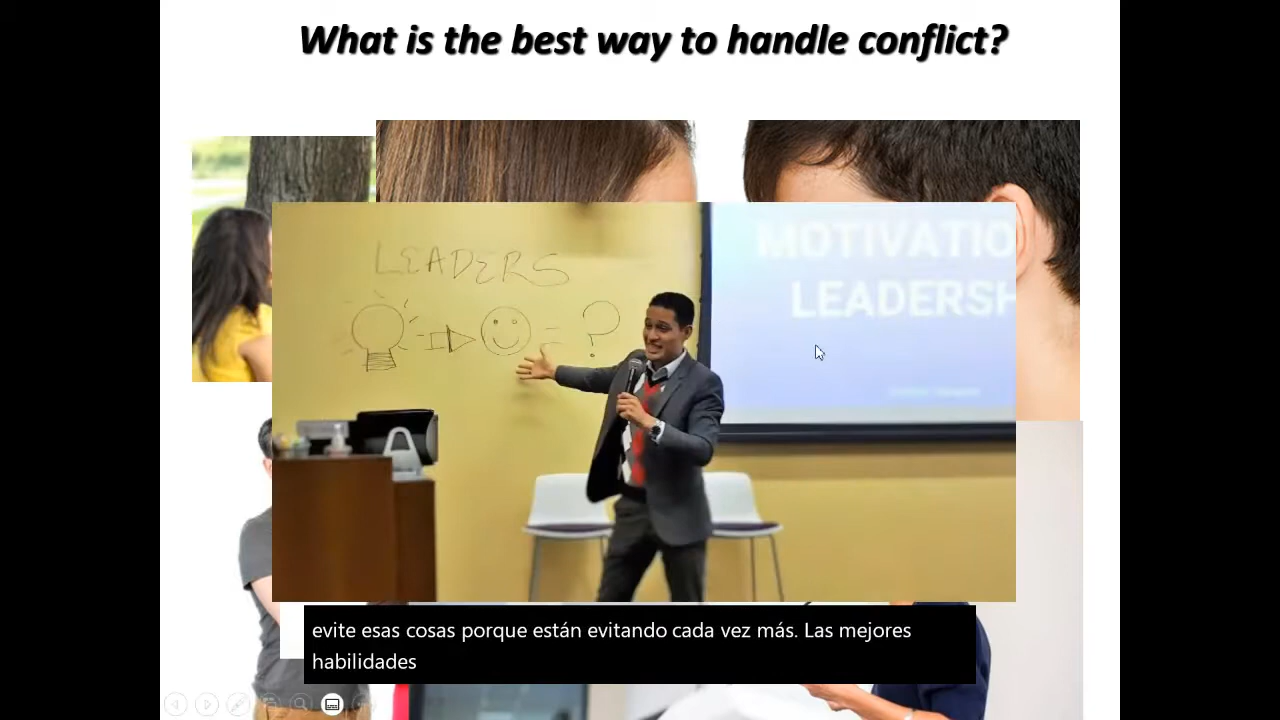 What is the best way to handle conflict?
LEADERS
?
MOTIVATIO
LEADERSH
evite esas cosas porque están evitando cada vez más. Las mejores
habilidades